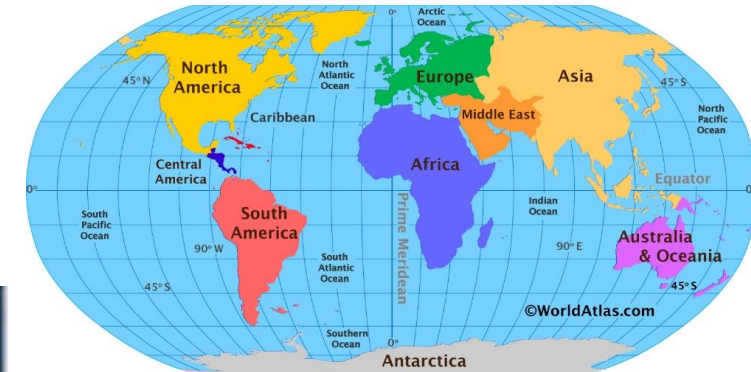 0°
Arctic
Ocean
North
America
45° N
North
Atlantic
Ocean
Europe
Asia
45° S
North
Pacific
Ocean
Caribbean
Middle East
Central
America
Africa
0°
Equator
0°
South
Pacific
Ocean
South
America
90° W
Prime Meridean
Indian
Ocean
90° E
Australia
& Oceania
South
Atlantic
Ocean
45° S
45° S
©WorldAtlas.com
Southern
Ocean
0°
Antarctica